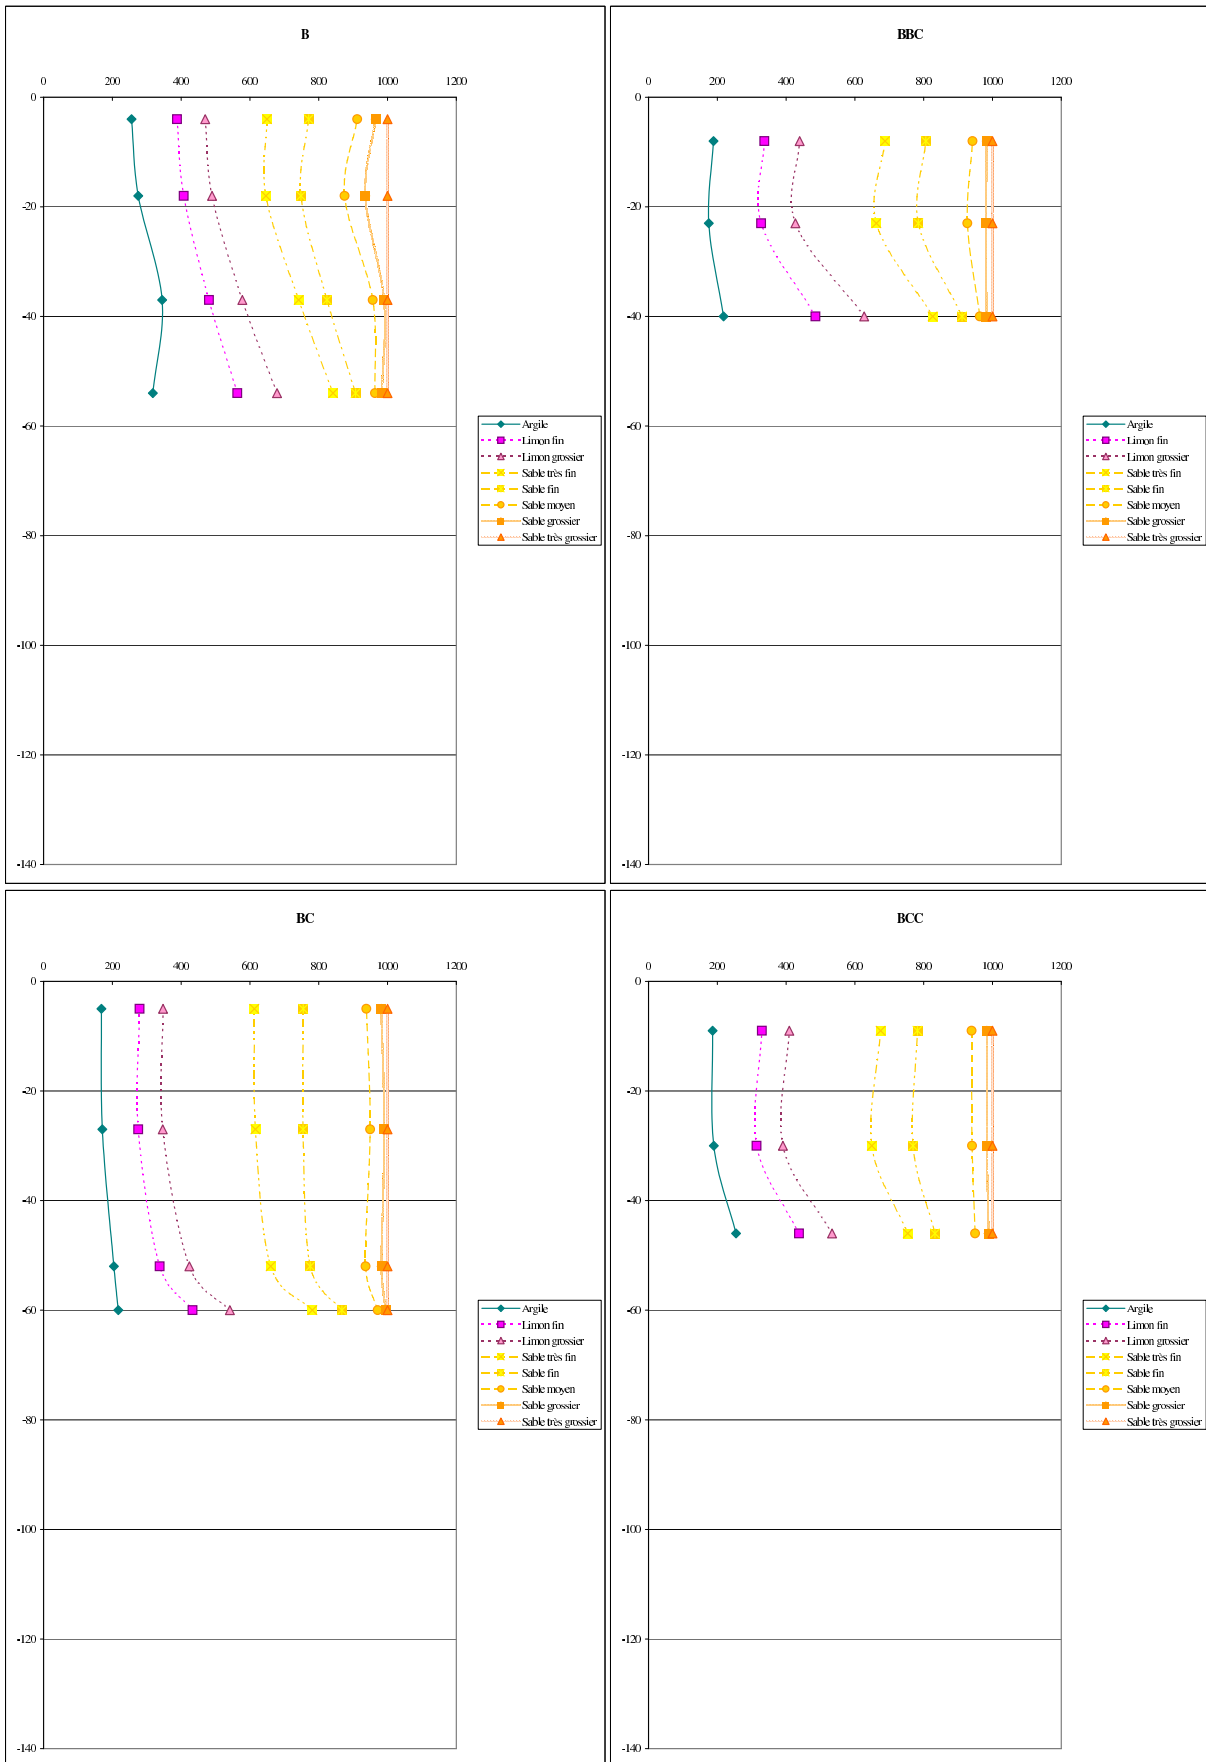 B
0 200 400 600 800 1000 1200
0
-20
-40
-60
-80
-100
-120
-140
Argile
Limon fin
Limon grossier
Sable très fin
Sable fin
Sable moyen
Sable grossier
Sable très grossier
BBC
0 200 400 600 800 1000 1200
0
-20
-40
-60
-80
-100
-120
-140
Argile
Limon fin
Limon grossier
Sable très fin
Sable fin
Sable moyen
Sable grossier
Sable très grossier
BC
0 200 400 600 800 1000 1200
0
-20
-40
-60
-80
-100
-120
-140
Argile
Limon fin
Limon grossier
Sable très fin
Sable fin
Sable moyen
Sable grossier
Sable très grossier
BCC
0 200 400 600 800 1000 1200
0
-20
-40
-60
-80
-100
-120
-140
Argile
Limon fin
Limon grossier
Sable très fin
Sable fin
Sable moyen
Sable grossier
Sable très grossier